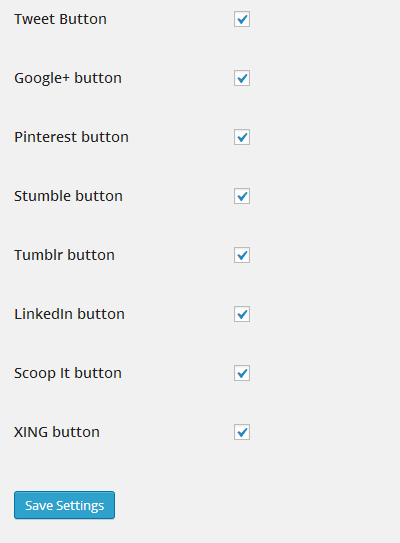 Tweet Button
Google+ button
Pinterest button
Stumble button
Tumblr button
LinkedIn button
Scoop It button
XING button
Save Settings